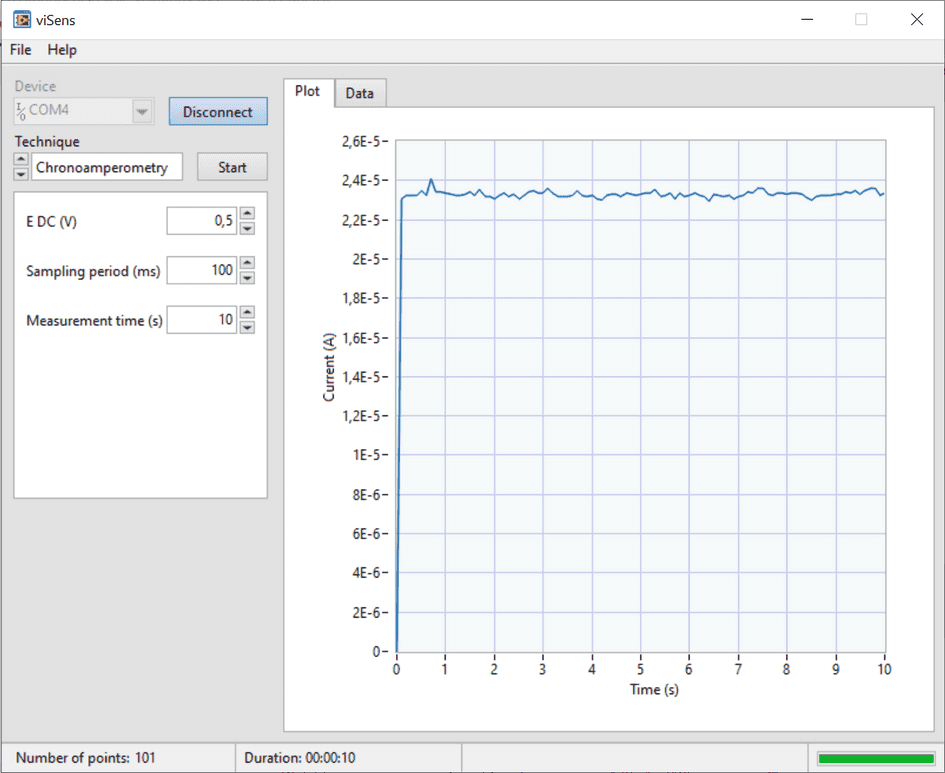 viSens
File Help
Device
I/O COM4
Disconnect
Technique
Chronoamperometry
Start
E DC (V) 0,5
Sampling period (ms) 100
Measurement time (s) 10
Plot Data
2,6E-5
2,4E-5
2,2E-5
2E-5
1,8E-5
1,6E-5
1,4E-5
1,2E-5
1E-5
8E-6
6E-6
4E-6
2E-6
0
Current (A)
0 1 2 3 4 5 6 7 8 9 10
Time (s)
Number of points: 101
Duration: 00:00:10